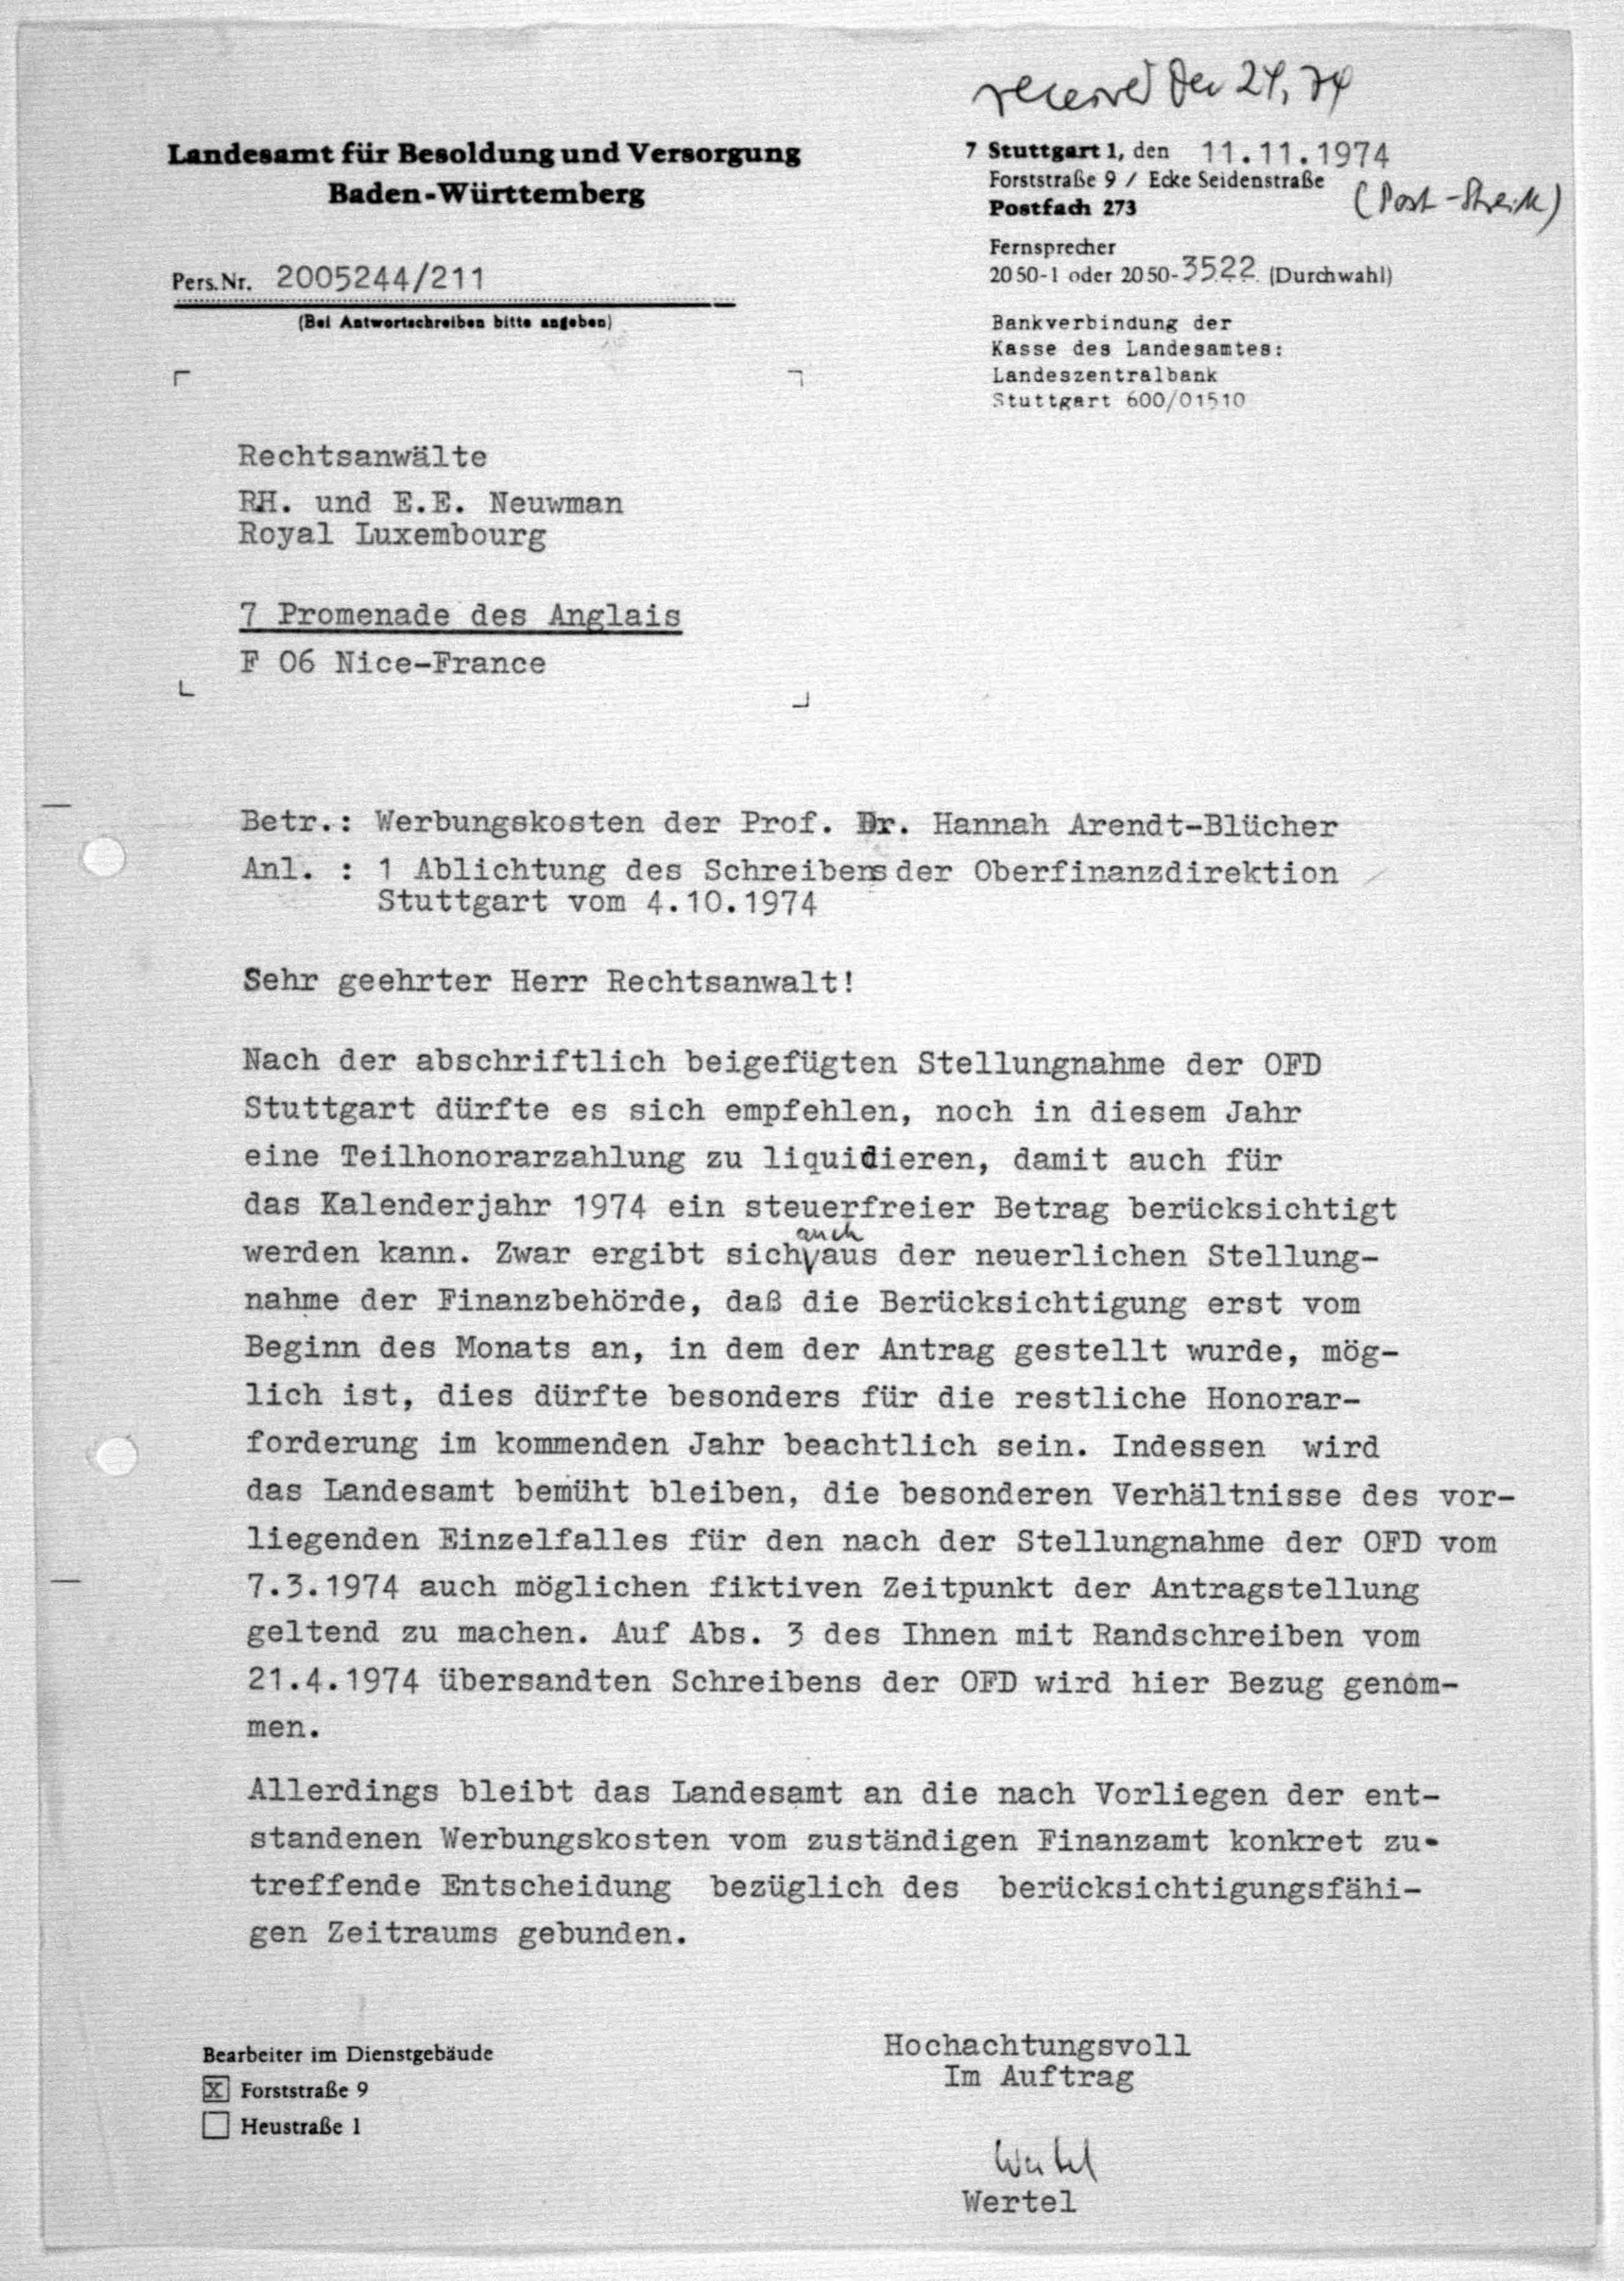 received Dec 24, 74
Landesamt für Besoldung und Versorgung
Baden-Württemberg
7 Stuttgart 1, den 11.11.1974
Forststraße 9 / Ecke Seidenstraße
(Post-Streik)
Postfach 273
Fernsprecher
2050-1 oder 2050-3522 (Durchwahl)
Pers.Nr. 2005244/211
(Bei Antwortschreiben bitte angeben)
Bankverbindung der
Kasse des Landesamtes:
Landeszentralbank
Stuttgart 600/01510
Rechtsanwälte
RH. und E.E. Neuwman
Royal Luxembourg
7 Promenade des Anglais
F 06 Nice-France
Betr.: Werbungskosten der Prof. Dr. Hannah Arendt-Blücher
Anl. : 1 Ablichtung des Schreibens der Oberfinanzdirektion
Stuttgart vom 4.10.1974
Sehr geehrter Herr Rechtsanwalt!
Nach der abschriftlich beigefügten Stellungnahme der OFD
Stuttgart dürfte es sich empfehlen, noch in diesem Jahr
eine Teilhonorarzahlung zu liquidieren, damit auch für
das Kalenderjahr 1974 ein steuerfreier Betrag berücksichtigt
auch
werden kann. Zwar ergibt sich aus der neuerlichen Stellung-
nahme der Finanzbehörde, daß die Berücksichtigung erst vom
Beginn des Monats an, in dem der Antrag gestellt wurde, mög-
lich ist, dies dürfte besonders für die restliche Honorar-
forderung im kommenden Jahr beachtlich sein. Indessen wird
das Landesamt bemüht bleiben, die besonderen Verhältnisse des vor-
liegenden Einzelfalles für den nach der Stellungnahme der OFD vom
7.3.1974 auch möglichen fiktiven Zeitpunkt der Antragstellung
geltend zu machen. Auf Abs. 3 des Ihnen mit Randschreiben vom
21.4.1974 übersandten Schreibens der OFD wird hier Bezug genom-
men.
Allerdings bleibt das Landesamt an die nach Vorliegen der ent-
standenen Werbungskosten vom zuständigen Finanzamt konkret zu-
treffende Entscheidung bezüglich des berücksichtigungsfähi-
gen Zeitraums gebunden.
Hochachtungsvoll
Im Auftrag
Wertel
Wertel
Bearbeiter im Dienstgebäude
X Forststraße 9
Heustraße 1